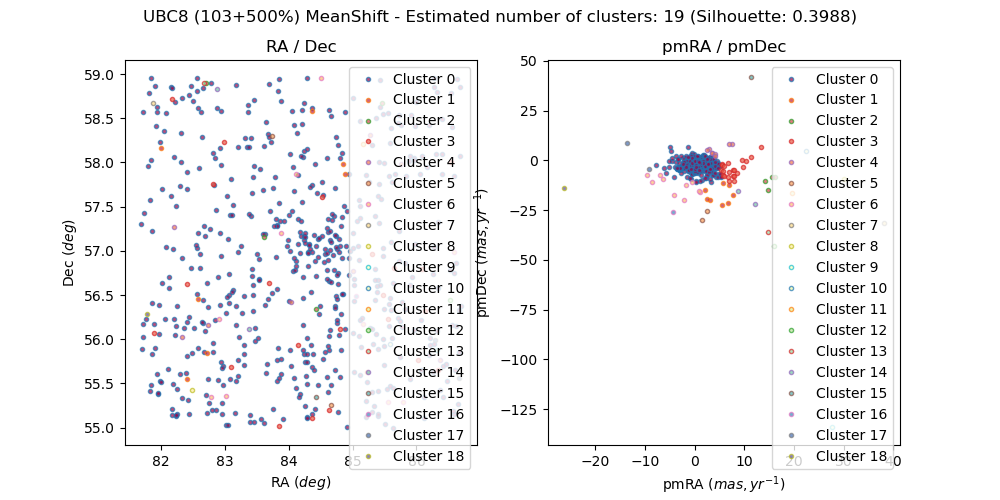 UBC8 (103+500%) MeanShift - Estimated number of clusters: 19 (Silhouette: 0.3988)
RA / Dec
59.0
58.5
58.0
57.5
57.0
56.5
56.0
55.5
55.0
Dec (deg)
82 83 84 85 86
RA (deg)
Cluster 0
Cluster 1
Cluster 2
Cluster 3
Cluster 4
Cluster 5
Cluster 6
Cluster 7
Cluster 8
Cluster 9
Cluster 10
Cluster 11
Cluster 12
Cluster 13
Cluster 14
Cluster 15
Cluster 16
Cluster 17
Cluster 18
pmRA / pmDec
50
25
0
−25
−50
−75
−100
−125
pmDec (mas, yr⁻¹)
−20 −10 0 10 20 30 40
pmRA (mas, yr⁻¹)
Cluster 0
Cluster 1
Cluster 2
Cluster 3
Cluster 4
Cluster 5
Cluster 6
Cluster 7
Cluster 8
Cluster 9
Cluster 10
Cluster 11
Cluster 12
Cluster 13
Cluster 14
Cluster 15
Cluster 16
Cluster 17
Cluster 18